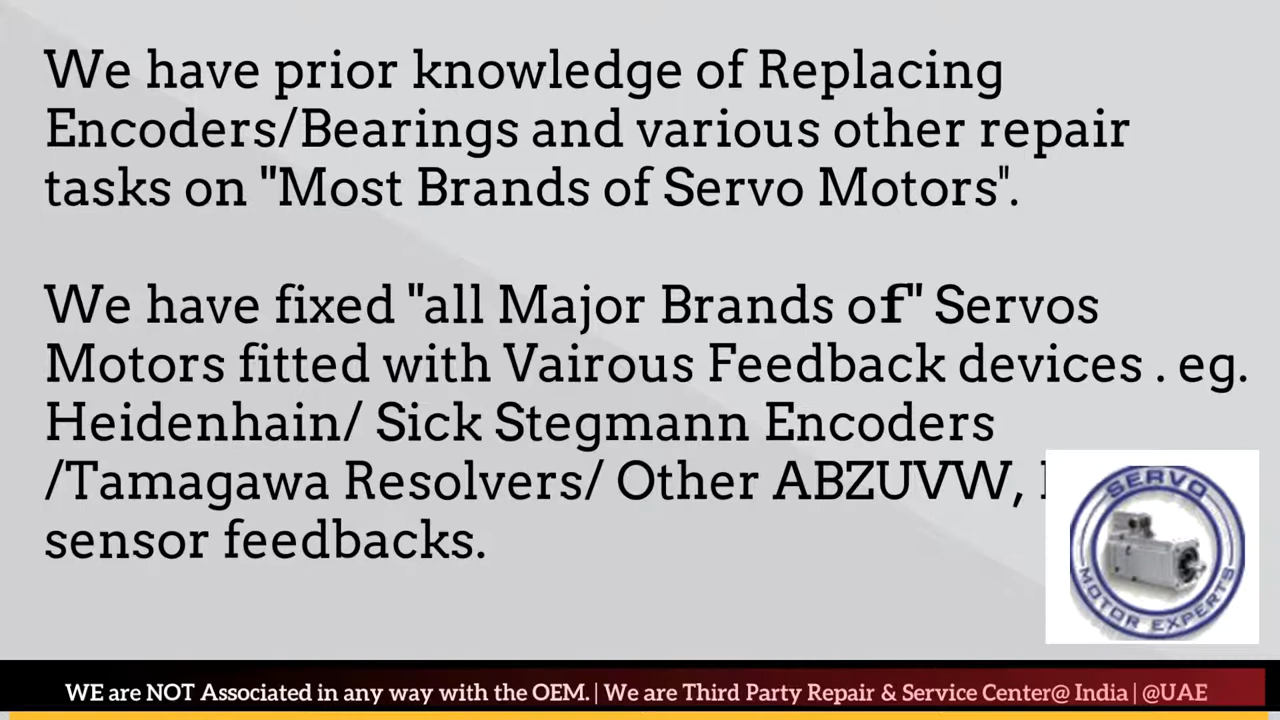 We have prior knowledge of Replacing
Encoders/Bearings and various other repair
tasks on "Most Brands of Servo Motors".
We have fixed "all Major Brands of" Servos
Motors fitted with Vairous Feedback devices . eg.
Heidenhain/ Sick Stegmann Encoders
/Tamagawa Resolvers/ Other ABZUVW,
sensor feedbacks.
SERVO
MOTOR EXPERTS
WE are NOT Associated in any way with the OEM. | We are Third Party Repair & Service Center@ India | @UAE